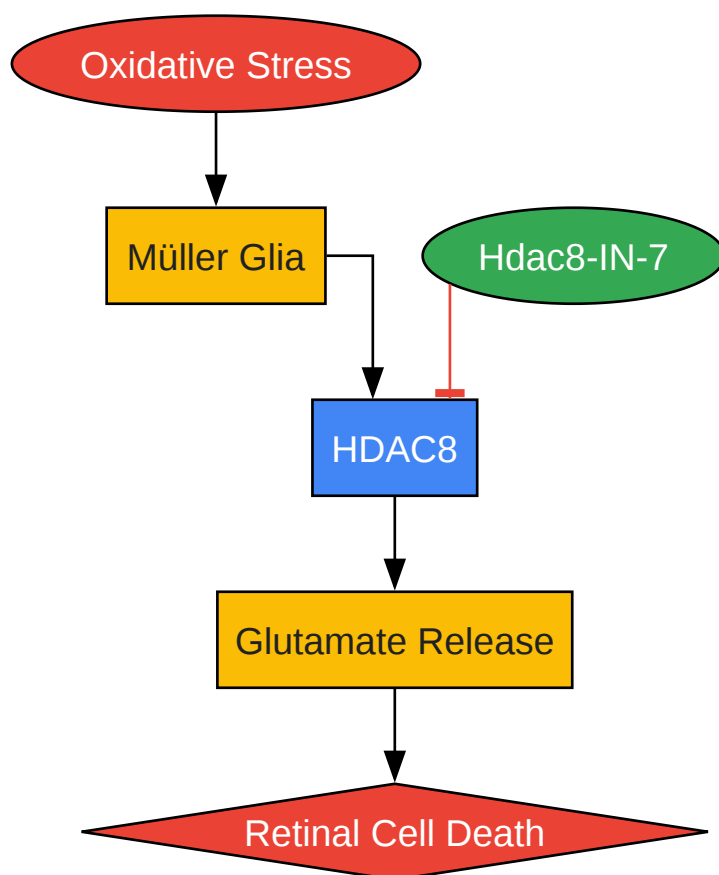 Oxidative Stress
Müller Glia
Hdac8-IN-7
HDAC8
Glutamate Release
Retinal Cell Death